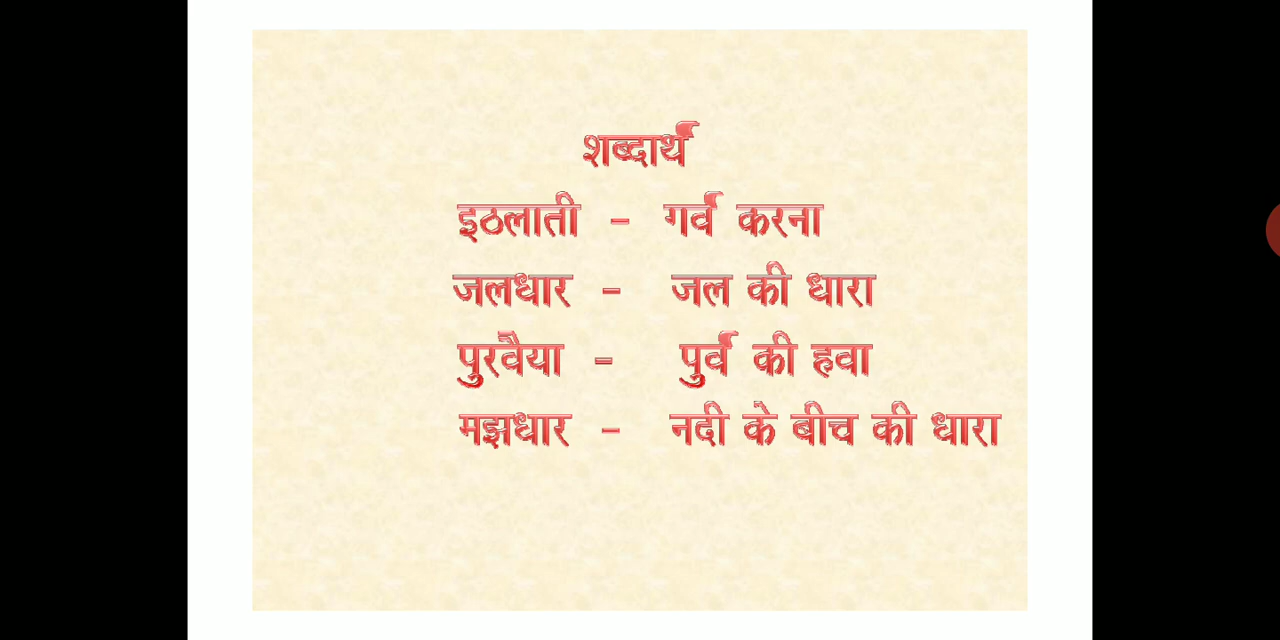 शब्दार्थ
इठलाती - गर्व करना
जलधार - जल की धारा
पुरवैया - पुर्व की हवा
मझधार - नदी के बीच की धारा